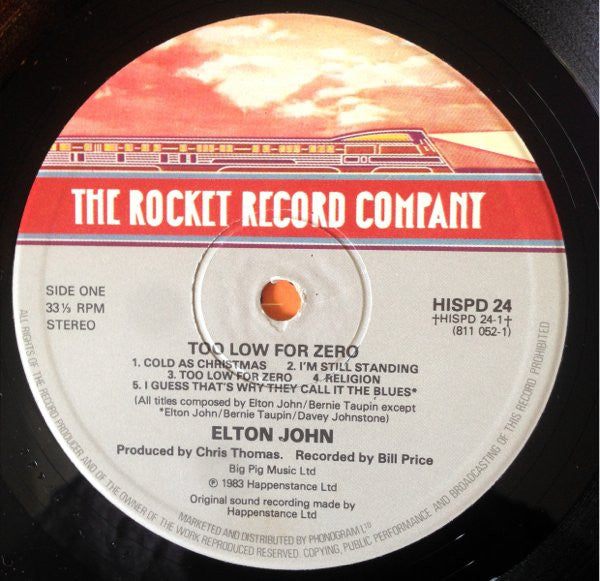 THE ROCKET RECORD COMPANY
SIDE ONE
33⅓ RPM
STEREO
HISPD 24
†HISPD 24-1†
(811 052-1)
TOO LOW FOR ZERO
1. COLD AS CHRISTMAS 2. I'M STILL STANDING
3. TOO LOW FOR ZERO 4. RELIGION
5. I GUESS THAT'S WHY THEY CALL IT THE BLUES*
(All titles composed by Elton John/Bernie Taupin except
*Elton John/Bernie Taupin/Davey Johnstone)
ELTON JOHN
Produced by Chris Thomas. Recorded by Bill Price
Big Pig Music Ltd
℗ 1983 Happenstance Ltd
Original sound recording made by
Happenstance Ltd
MARKETED AND DISTRIBUTED BY PHONOGRAM LTD
ALL RIGHTS OF THE RECORD PRODUCER AND OF THE OWNER OF THE WORK REPRODUCED RESERVED. COPYING, PUBLIC PERFORMANCE AND BROADCASTING OF THIS RECORD PROHIBITED